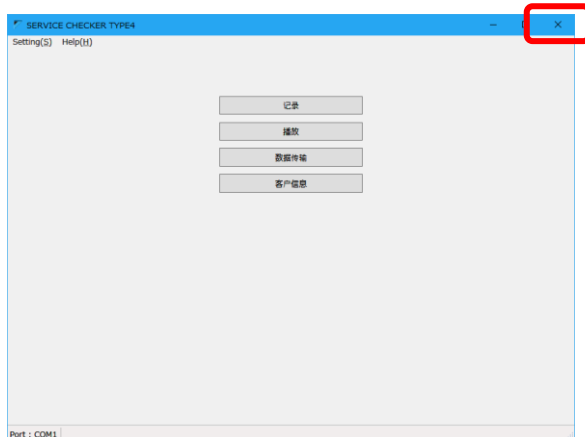 SERVICE CHECKER TYPE4
Setting(S) Help(H)
记录
播放
数据传输
客户信息
Port : COM1